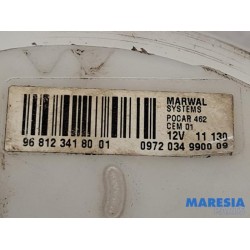 MARWAL
SYSTEMS
POCAR 462
CEM 01
12V 11 130
96 812 341 80 01
0972 034 9900 09
MARESIA